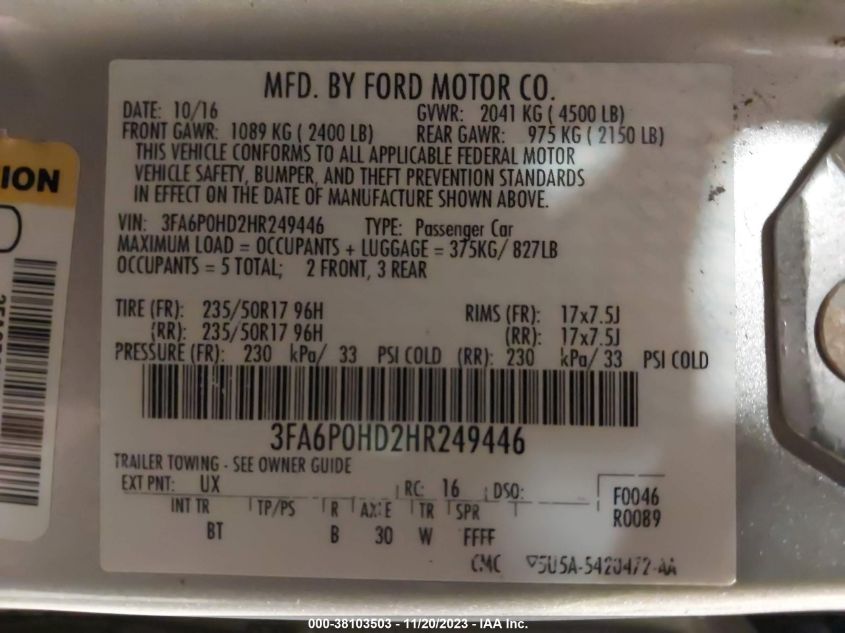 MFD. BY FORD MOTOR CO.
DATE: 10/16 GVWR: 2041 KG ( 4500 LB)
FRONT GAWR: 1089 KG ( 2400 LB) REAR GAWR: 975 KG ( 2150 LB)
THIS VEHICLE CONFORMS TO ALL APPLICABLE FEDERAL MOTOR
VEHICLE SAFETY, BUMPER, AND THEFT PREVENTION STANDARDS
IN EFFECT ON THE DATE OF MANUFACTURE SHOWN ABOVE.
VIN: 3FA6P0HD2HR249446 TYPE: Passenger Car
MAXIMUM LOAD = OCCUPANTS + LUGGAGE = 375KG/ 827LB
OCCUPANTS = 5 TOTAL; 2 FRONT, 3 REAR
TIRE (FR): 235/50R17 96H RIMS (FR): 17x7.5J
(RR): 235/50R17 96H (RR): 17x7.5J
PRESSURE (FR): 230 kPa/ 33 PSI COLD (RR): 230 kPa/ 33 PSI COLD
3FA6P0HD2HR249446
TRAILER TOWING - SEE OWNER GUIDE
EXT PNT: UX RC: 16 DSO: F0046
INT TR TP/PS R AXLE TR SPR R0089
BT B 30 W FFFF
CMC 5U5A-5420472-AA
ION
000-38103503 - 11/20/2023 - IAA Inc.